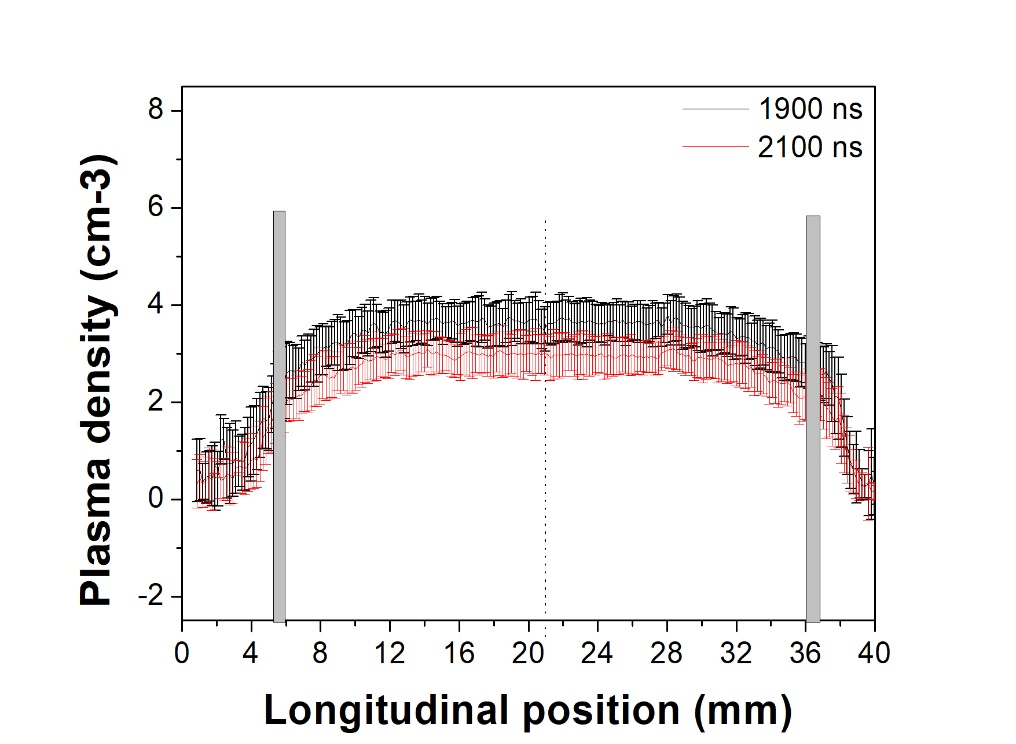 1900 ns
2100 ns
8
6
4
2
0
-2
Plasma density (cm-3)
0 4 8 12 16 20 24 28 32 36 40
Longitudinal position (mm)